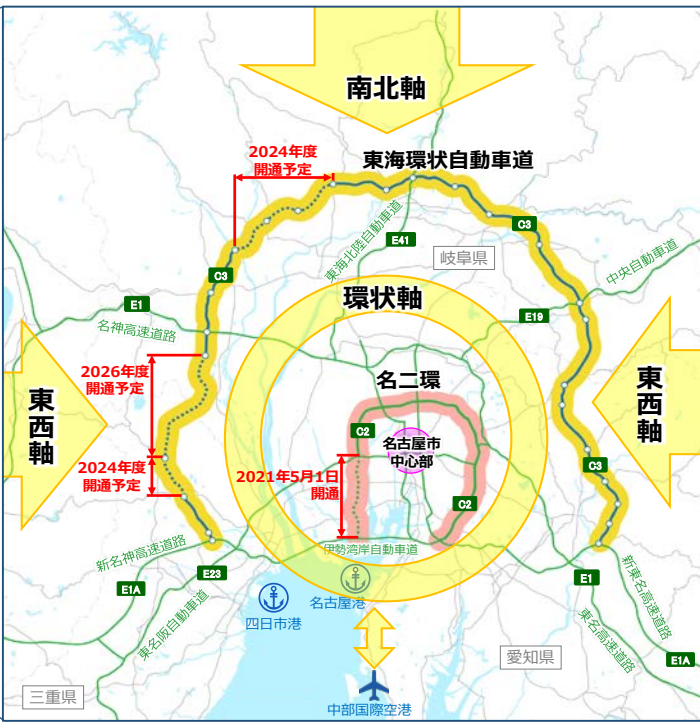 南北軸
2024年度
開通予定
東海環状自動車道
C3
E41
東海北陸自動車道
岐阜県
C3
中央自動車道
環状軸
E1
名神高速道路
E19
2026年度
開通予定
名二環
東西軸
東西軸
C2
名古屋市
中心部
2024年度
開通予定
2021年5月1日
開通
C3
C2
伊勢湾岸自動車道
新名神高速道路
E23
E1A
東名阪自動車道
四日市港
名古屋港
E1
新東名高速道路
東名高速道路
E1A
愛知県
三重県
中部国際空港